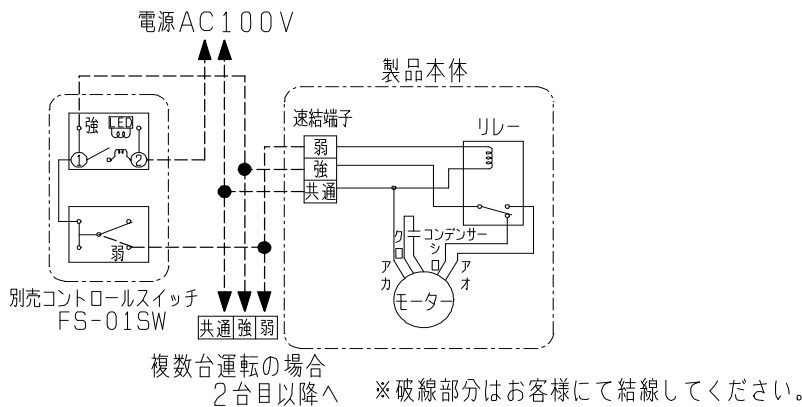 電源AC100V
製品本体
速結端子
弱
強
共通
リレー
強
LED
1
2
弱
コンデンサー
クロ
シロ
アカ
アオ
モーター
別売コントロールスイッチ
FS-01SW
共通 強 弱
複数台運転の場合
2台目以降へ
※破線部分はお客様にて結線してください。